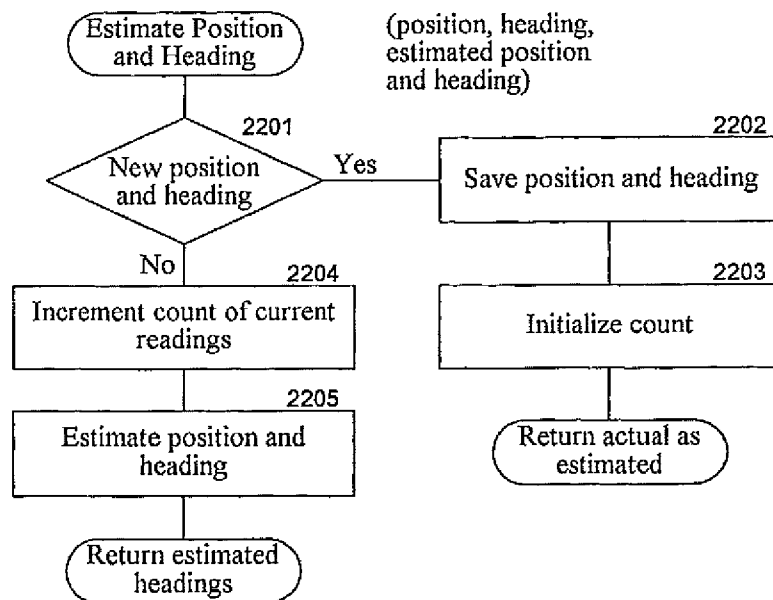 Estimate Position
and Heading
(position, heading,
estimated position
and heading)
2201
New position
and heading
Yes
2202
Save position and heading
No
2203
Initialize count
2204
Increment count of current
readings
2205
Estimate position and
heading
Return actual as
estimated
Return estimated
headings